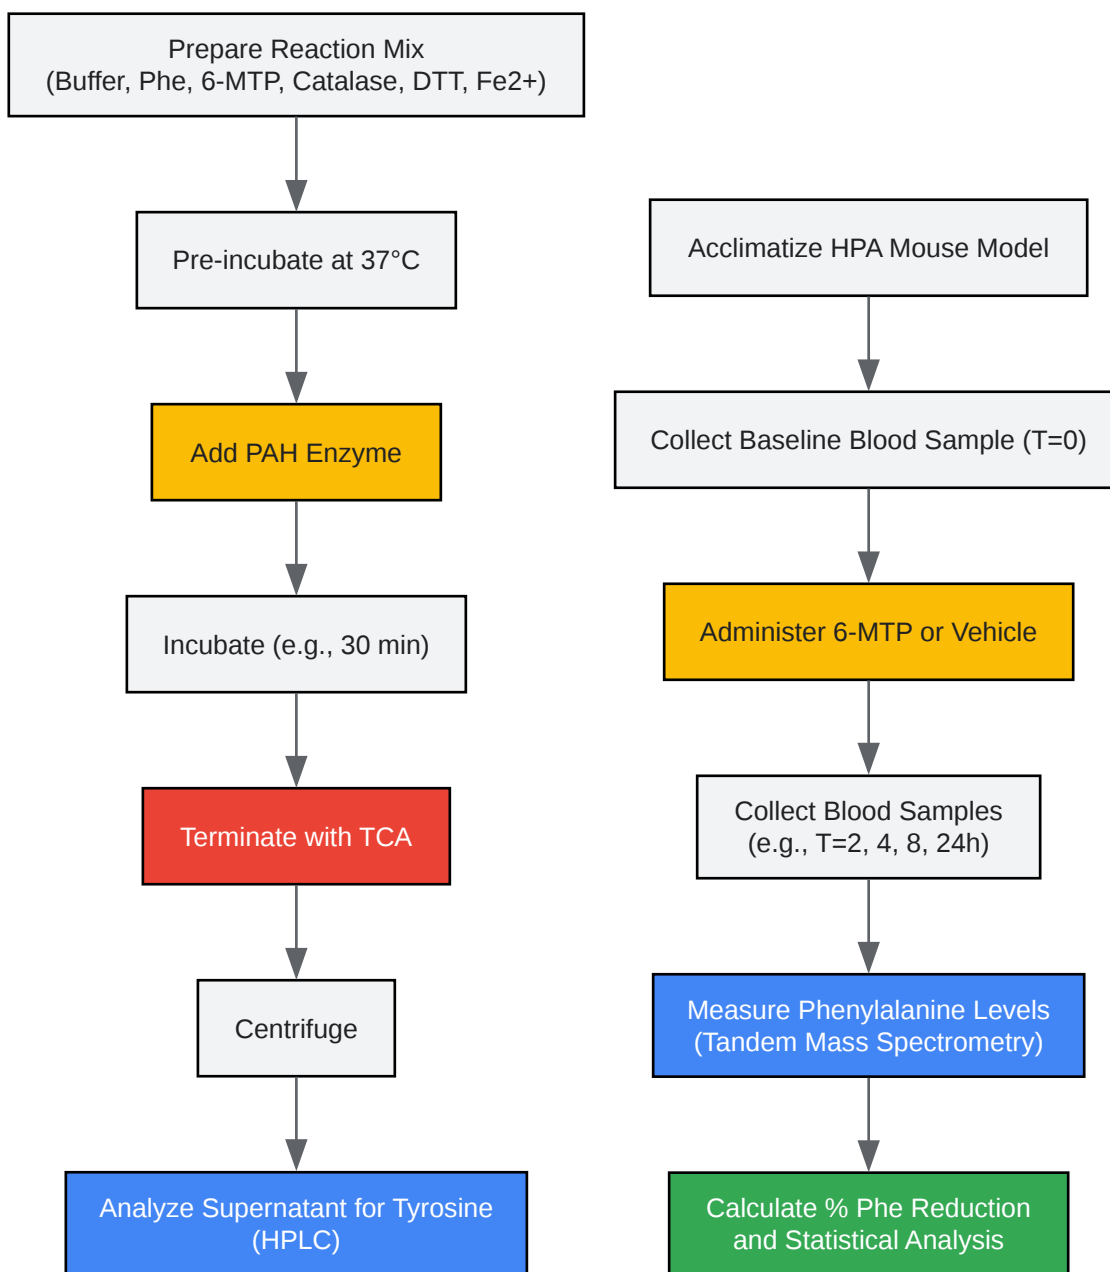 Prepare Reaction Mix
(Buffer, Phe, 6-MTP, Catalase, DTT, Fe2+)
Pre-incubate at 37°C
Add PAH Enzyme
Incubate (e.g., 30 min)
Terminate with TCA
Centrifuge
Analyze Supernatant for Tyrosine
(HPLC)
Acclimatize HPA Mouse Model
Collect Baseline Blood Sample (T=0)
Administer 6-MTP or Vehicle
Collect Blood Samples
(e.g., T=2, 4, 8, 24h)
Measure Phenylalanine Levels
(Tandem Mass Spectrometry)
Calculate % Phe Reduction
and Statistical Analysis